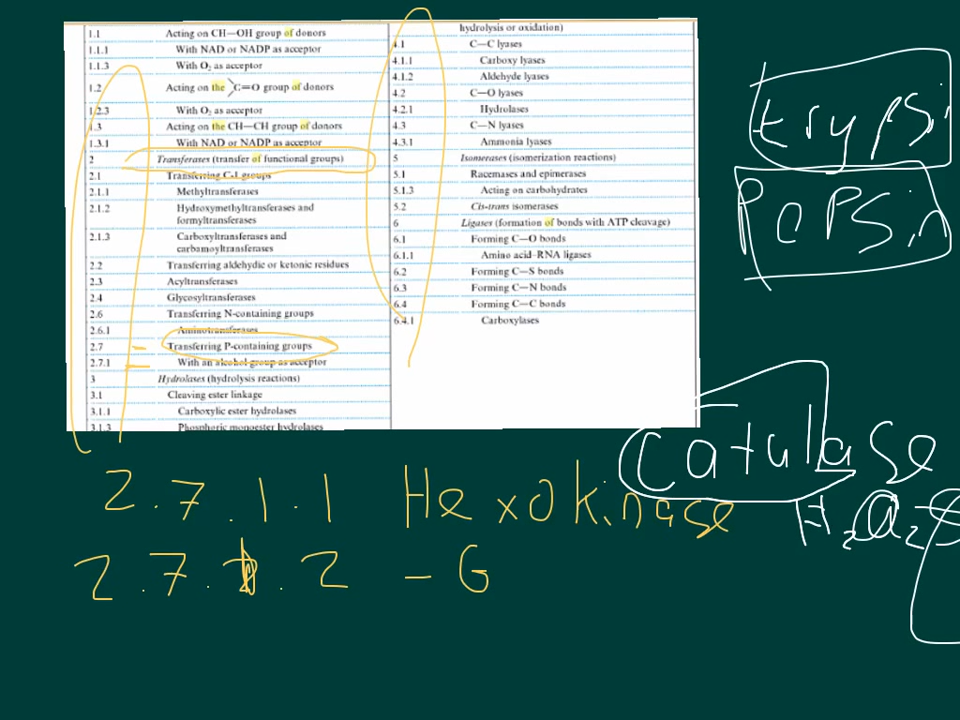 1.1 Acting on CH—OH group of donors
1.1.1 With NAD or NADP as acceptor
1.1.3 With O₂ as acceptor
1.2 Acting on the >C=O group of donors
1.2.3 With O₂ as acceptor
1.3 Acting on the CH—CH group of donors
1.3.1 With NAD or NADP as acceptor
2 Transferases (transfer of functional groups)
2.1 Transferring C-1 groups
2.1.1 Methyltransferases
2.1.2 Hydroxymethyltransferases and
formyltransferases
2.1.3 Carboxyltransferases and
carbamoyltransferases
2.2 Transferring aldehydic or ketonic residues
2.3 Acyltransferases
2.4 Glycosyltransferases
2.6 Transferring N-containing groups
2.6.1 Aminotransferases
2.7 Transferring P-containing groups
2.7.1 With an alcohol group as acceptor
3 Hydrolases (hydrolysis reactions)
3.1 Cleaving ester linkage
3.1.1 Carboxylic ester hydrolases
3.1.3 Phosphoric monoester hydrolases
hydrolysis or oxidation)
4.1 C—C lyases
4.1.1 Carboxy lyases
4.1.2 Aldehyde lyases
4.2 C—O lyases
4.2.1 Hydrolases
4.3 C—N lyases
4.3.1 Ammonia lyases
5 Isomerases (isomerization reactions)
5.1 Racemases and epimerases
5.1.3 Acting on carbohydrates
5.2 Cis-trans isomerases
6 Ligases (formation of bonds with ATP cleavage)
6.1 Forming C—O bonds
6.1.1 Amino acid–RNA ligases
6.2 Forming C—S bonds
6.3 Forming C—N bonds
6.4 Forming C—C bonds
6.4.1 Carboxylases
trypsin
Pepsin
Catalase
2.7.1.1 Hexokinase
2.7.1.2 – G